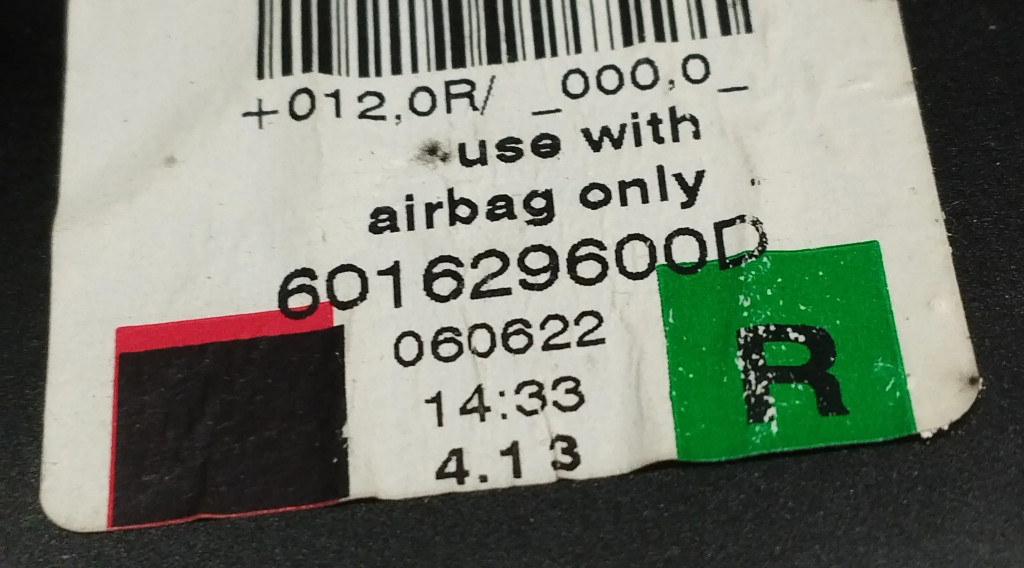 +012,0R/ _000,0_
use with
airbag only
601629600D
060622
R
14:33
4.13